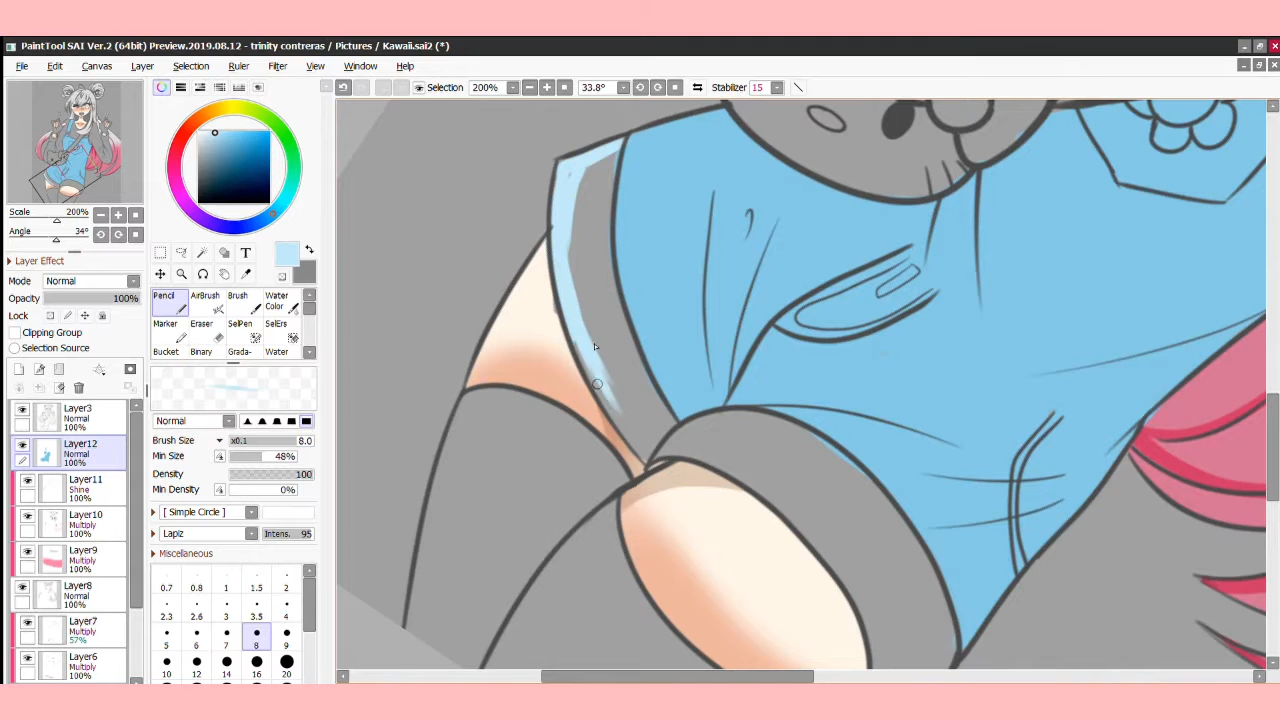 PaintTool SAI Ver.2 (64bit) Preview.2019.08.12 - trinity contreras / Pictures / Kawaii.sai2 (*)
File Edit Canvas Layer Selection Ruler Filter View Window Help
Selection 200% 33.8° Stabilizer 15
Scale 200%
Angle 34°
Layer Effect
Mode Normal
Opacity 100%
Lock
Clipping Group
Selection Source
Layer3
Normal
100%
Layer12
Normal
100%
Layer11
Shine
100%
Layer10
Multiply
100%
Layer9
Multiply
100%
Layer8
Normal
100%
Layer7
Multiply
57%
Layer6
Multiply
T
Pencil AirBrush Brush Water Color
Marker Eraser SelPen SelErs
Bucket Binary Grada- Water
Normal
Brush Size x0.1 8.0
Min Size 48%
Density 100
Min Density 0%
[ Simple Circle ]
Lapiz Intens. 95
Miscellaneous
0.7 0.8 1 1.5 2
2.3 2.6 3 3.5 4
5 6 7 8 9
10 12 14 16 20